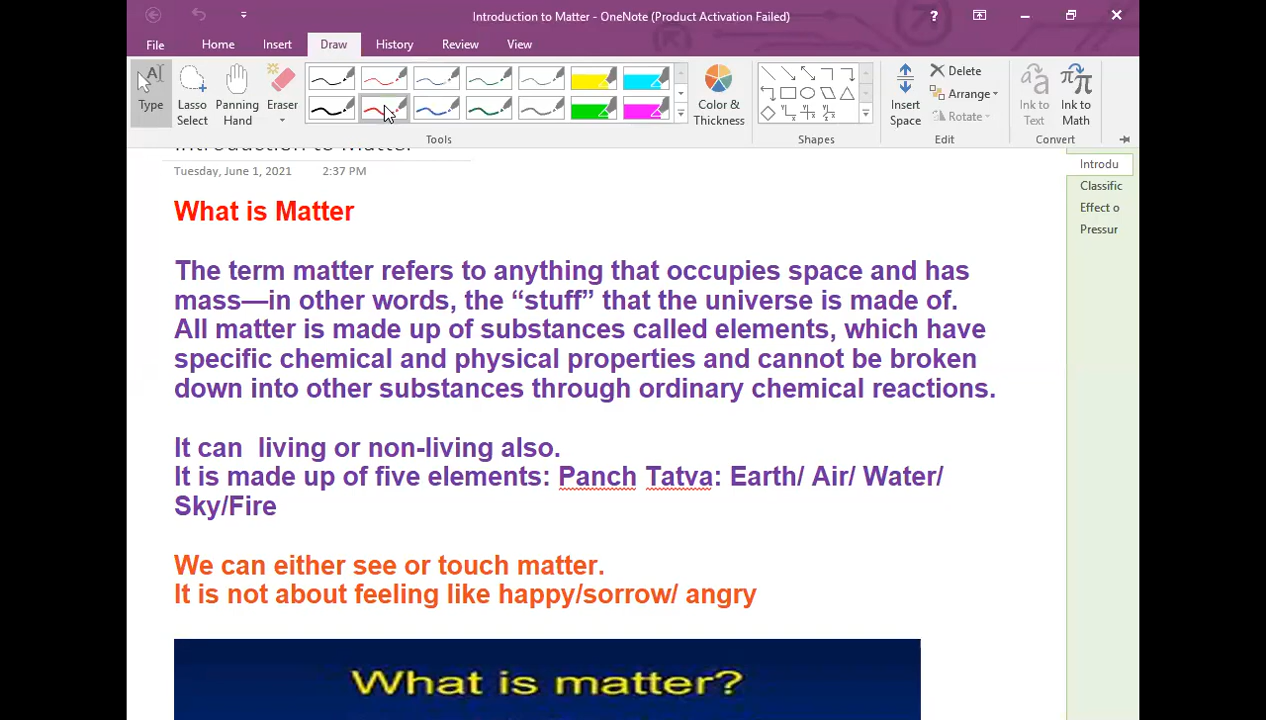 Introduction to Matter - OneNote (Product Activation Failed)
?
File
Home
Insert
Draw
History
Review
View
Type
Lasso
Select
Panning
Hand
Eraser
Color &
Thickness
Insert
Space
Delete
Arrange
Rotate
Ink to
Text
Ink to
Math
Tools
Shapes
Edit
Convert
Introduction to Matter
Tuesday, June 1, 2021 2:37 PM
Introdu
Classific
Effect o
Pressur
What is Matter
The term matter refers to anything that occupies space and has
mass—in other words, the “stuff” that the universe is made of.
All matter is made up of substances called elements, which have
specific chemical and physical properties and cannot be broken
down into other substances through ordinary chemical reactions.
It can  living or non-living also.
It is made up of five elements: Panch Tatva: Earth/ Air/ Water/
Sky/Fire
We can either see or touch matter.
It is not about feeling like happy/sorrow/ angry
What is matter?